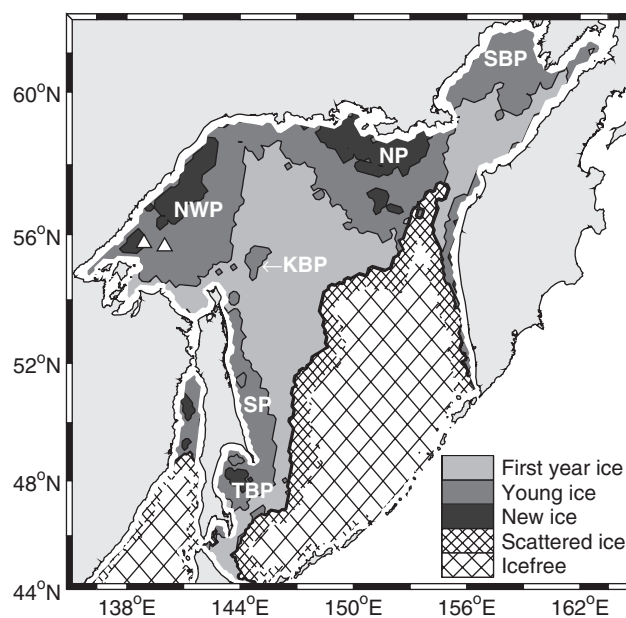 SBP
60°N
NP
NWP
56°N
←KBP
52°N
SP
First year ice
48°N
TBP
Young ice
New ice
Scattered ice
Icefree
44°N
138°E
144°E
150°E
156°E
162°E